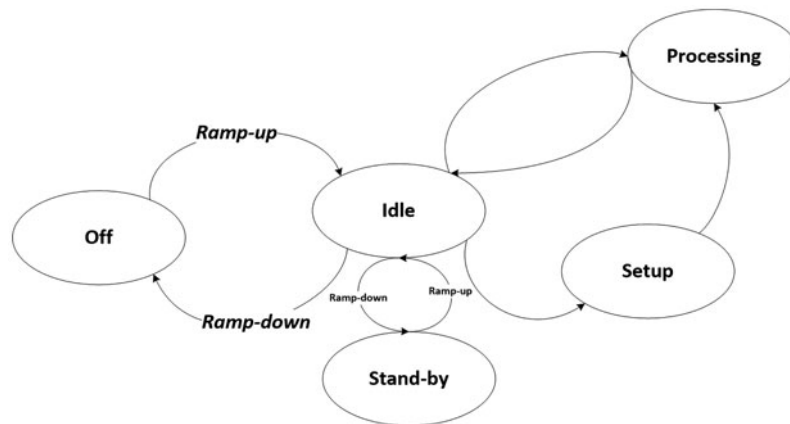 Processing
Ramp-up
Idle
Off
Setup
Ramp-down
Ramp-up
Ramp-down
Stand-by